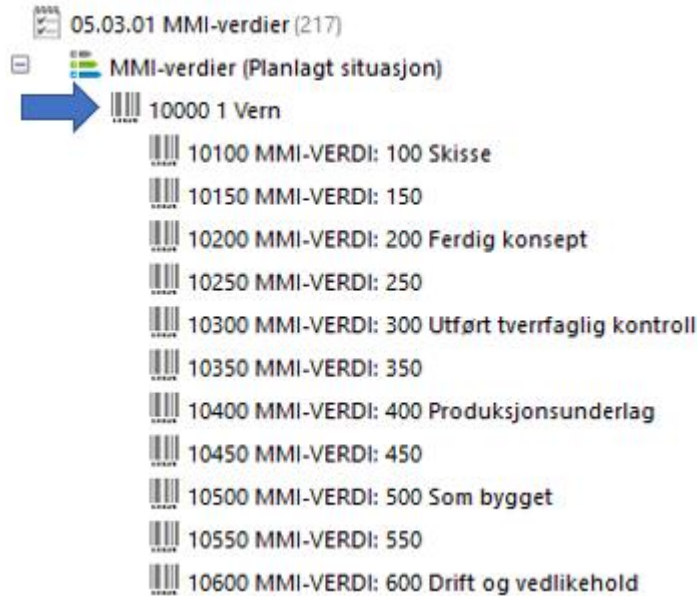 05.03.01 MMI-verdier (217)
MMI-verdier (Planlagt situasjon)
10000 1 Vern
10100 MMI-VERDI: 100 Skisse
10150 MMI-VERDI: 150
10200 MMI-VERDI: 200 Ferdig konsept
10250 MMI-VERDI: 250
10300 MMI-VERDI: 300 Utført tverrfaglig kontroll
10350 MMI-VERDI: 350
10400 MMI-VERDI: 400 Produksjonsunderlag
10450 MMI-VERDI: 450
10500 MMI-VERDI: 500 Som bygget
10550 MMI-VERDI: 550
10600 MMI-VERDI: 600 Drift og vedlikehold